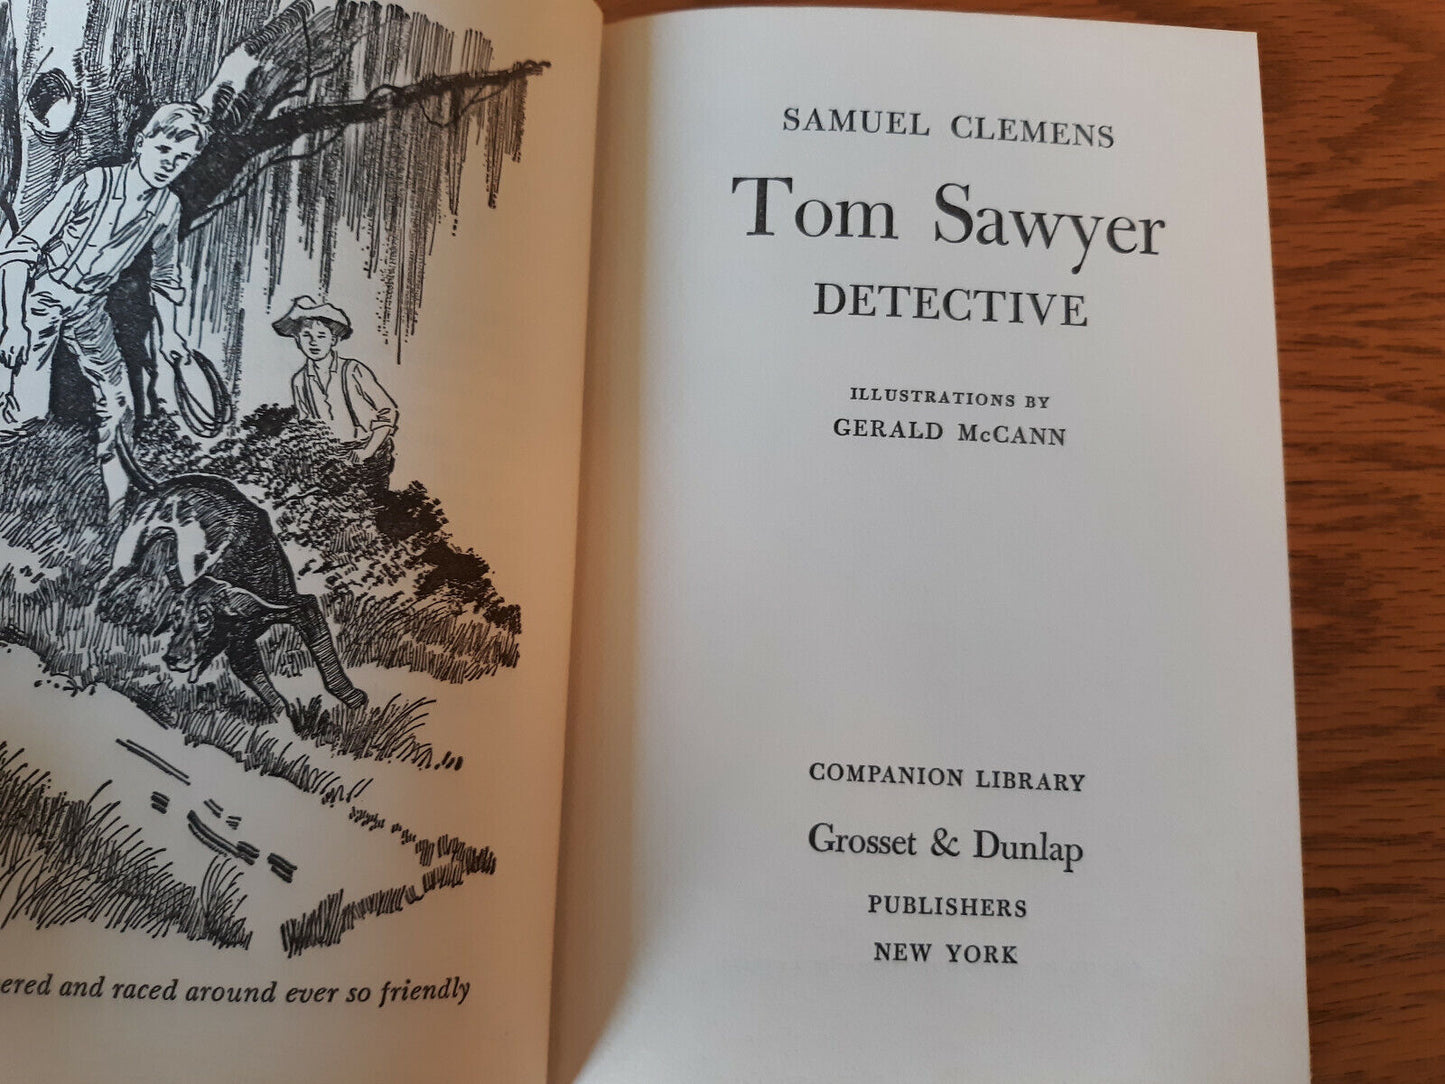 ered and raced around ever so friendly
SAMUEL CLEMENS
Tom Sawyer
DETECTIVE
ILLUSTRATIONS BY
GERALD McCANN
COMPANION LIBRARY
Grosset & Dunlap
PUBLISHERS
NEW YORK